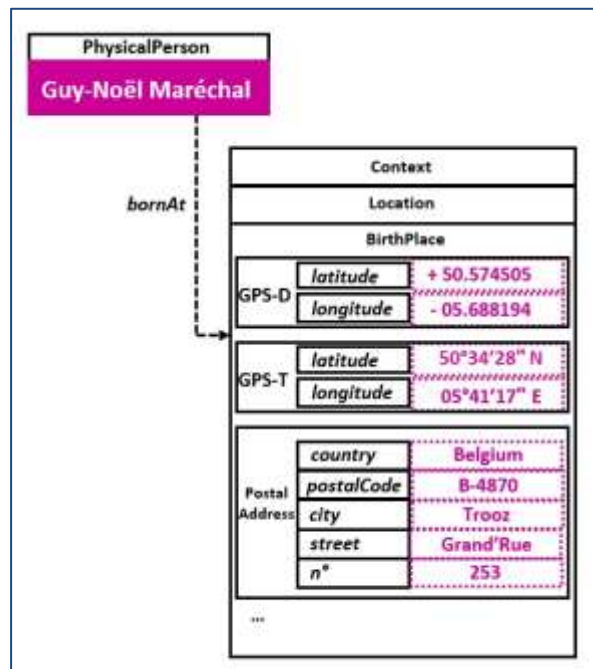 PhysicalPerson
Guy-Noël Maréchal
bornAt
Context
Location
BirthPlace
GPS-D
latitude + 50.574505
longitude - 05.688194
GPS-T
latitude 50°34'28" N
longitude 05°41'17" E
Postal Address
country Belgium
postalCode B-4870
city Trooz
street Grand'Rue
n° 253
...